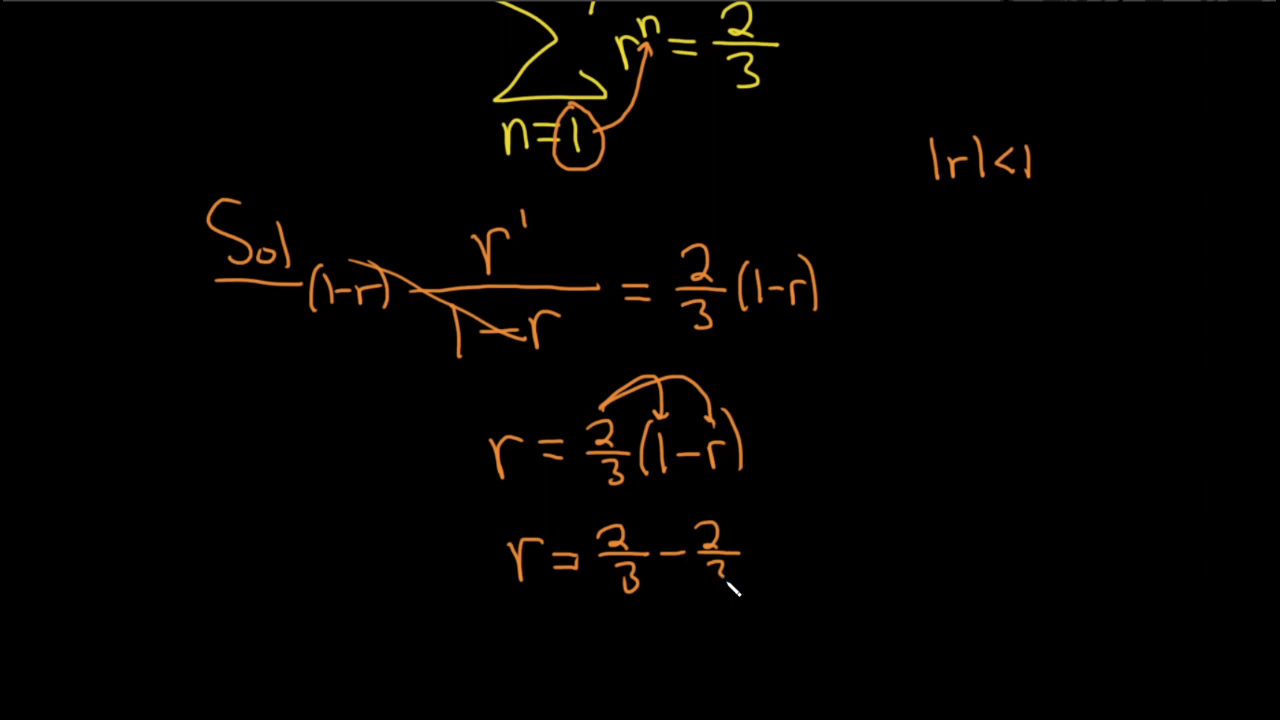 ∑ rⁿ = 2/3
n=1
|r|<1
Sol
(1-r) r¹/(1-r) = 2/3 (1-r)
r = 2/3 (1-r)
r = 2/3 - 2/3